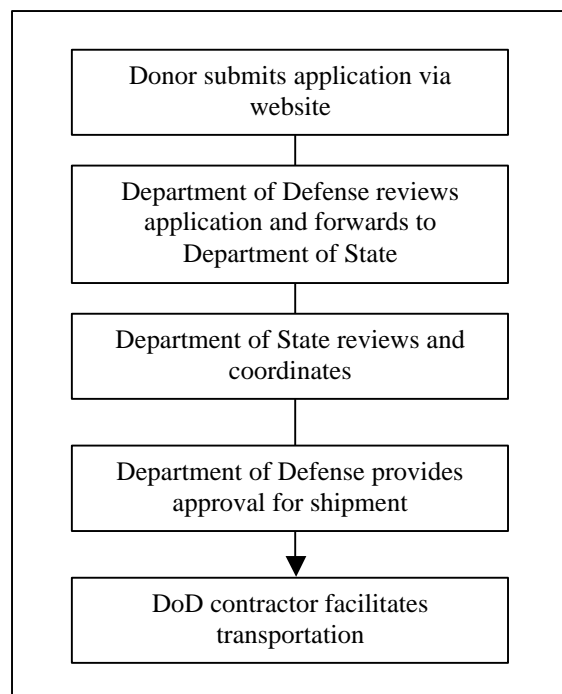 Donor submits application via
website
Department of Defense reviews
application and forwards to
Department of State
Department of State reviews and
coordinates
Department of Defense provides
approval for shipment
DoD contractor facilitates
transportation